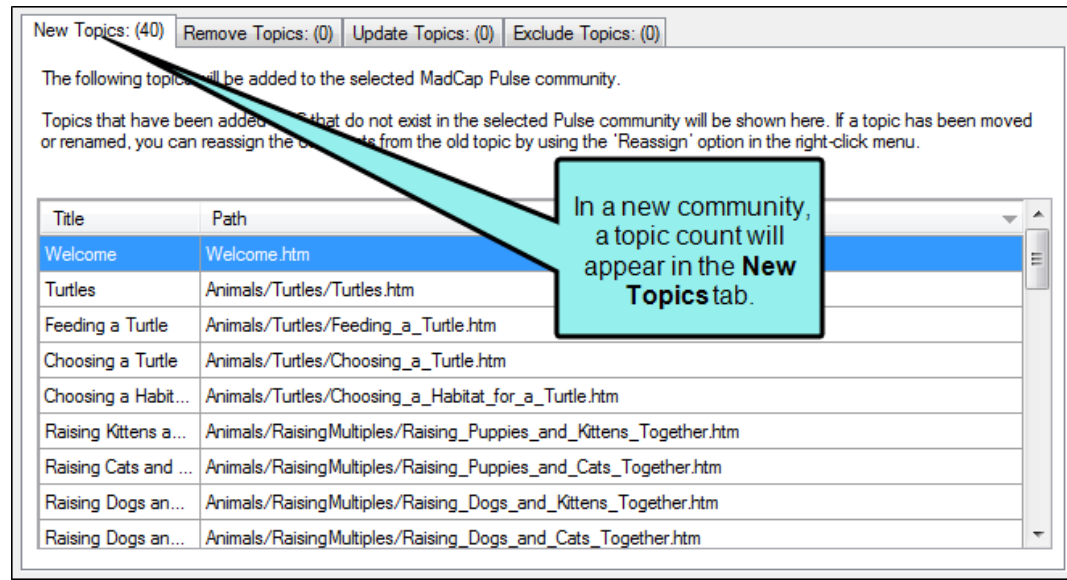 New Topics: (40) Remove Topics: (0) Update Topics: (0) Exclude Topics: (0)
The following topics will be added to the selected MadCap Pulse community.
Topics that have been added that do not exist in the selected Pulse community will be shown here. If a topic has been moved
or renamed, you can reassign the from the old topic by using the 'Reassign' option in the right-click menu.
In a new community,
a topic count will
appear in the New
Topics tab.
Title Path
Welcome Welcome.htm
Turtles Animals/Turtles/Turtles.htm
Feeding a Turtle Animals/Turtles/Feeding_a_Turtle.htm
Choosing a Turtle Animals/Turtles/Choosing_a_Turtle.htm
Choosing a Habit... Animals/Turtles/Choosing_a_Habitat_for_a_Turtle.htm
Raising Kittens a... Animals/RaisingMultiples/Raising_Puppies_and_Kittens_Together.htm
Raising Cats and ... Animals/RaisingMultiples/Raising_Puppies_and_Cats_Together.htm
Raising Dogs an... Animals/RaisingMultiples/Raising_Dogs_and_Kittens_Together.htm
Raising Dogs an... Animals/RaisingMultiples/Raising_Dogs_and_Cats_Together.htm